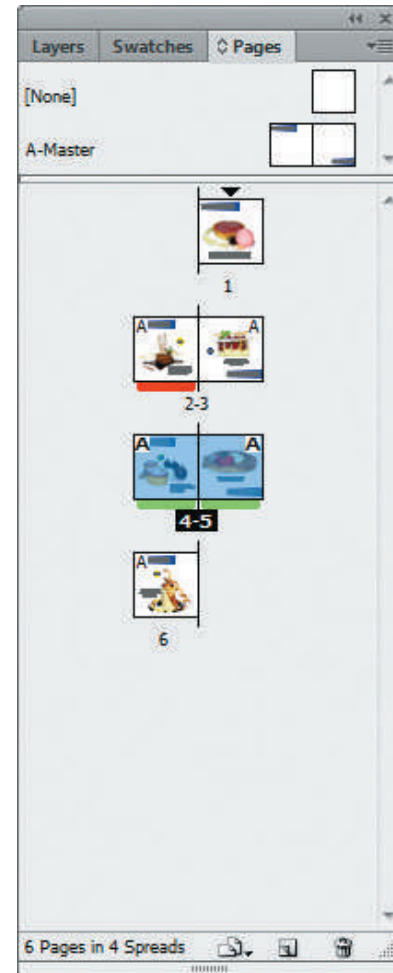 Layers Swatches Pages
[None]
A-Master
1
A A
2-3
A A
4-5
A
6
6 Pages in 4 Spreads